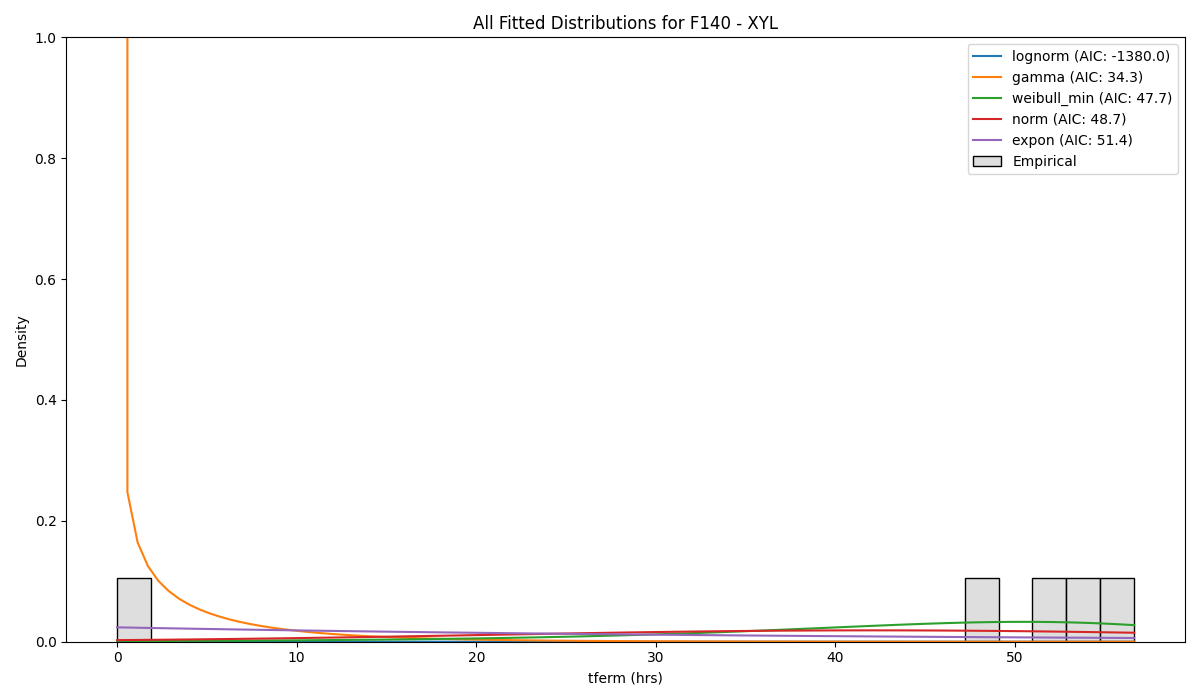 All Fitted Distributions for F140 - XYL
lognorm (AIC: -1380.0)
gamma (AIC: 34.3)
weibull_min (AIC: 47.7)
norm (AIC: 48.7)
expon (AIC: 51.4)
Empirical
Density
1.0
0.8
0.6
0.4
0.2
0.0
0 10 20 30 40 50
tferm (hrs)